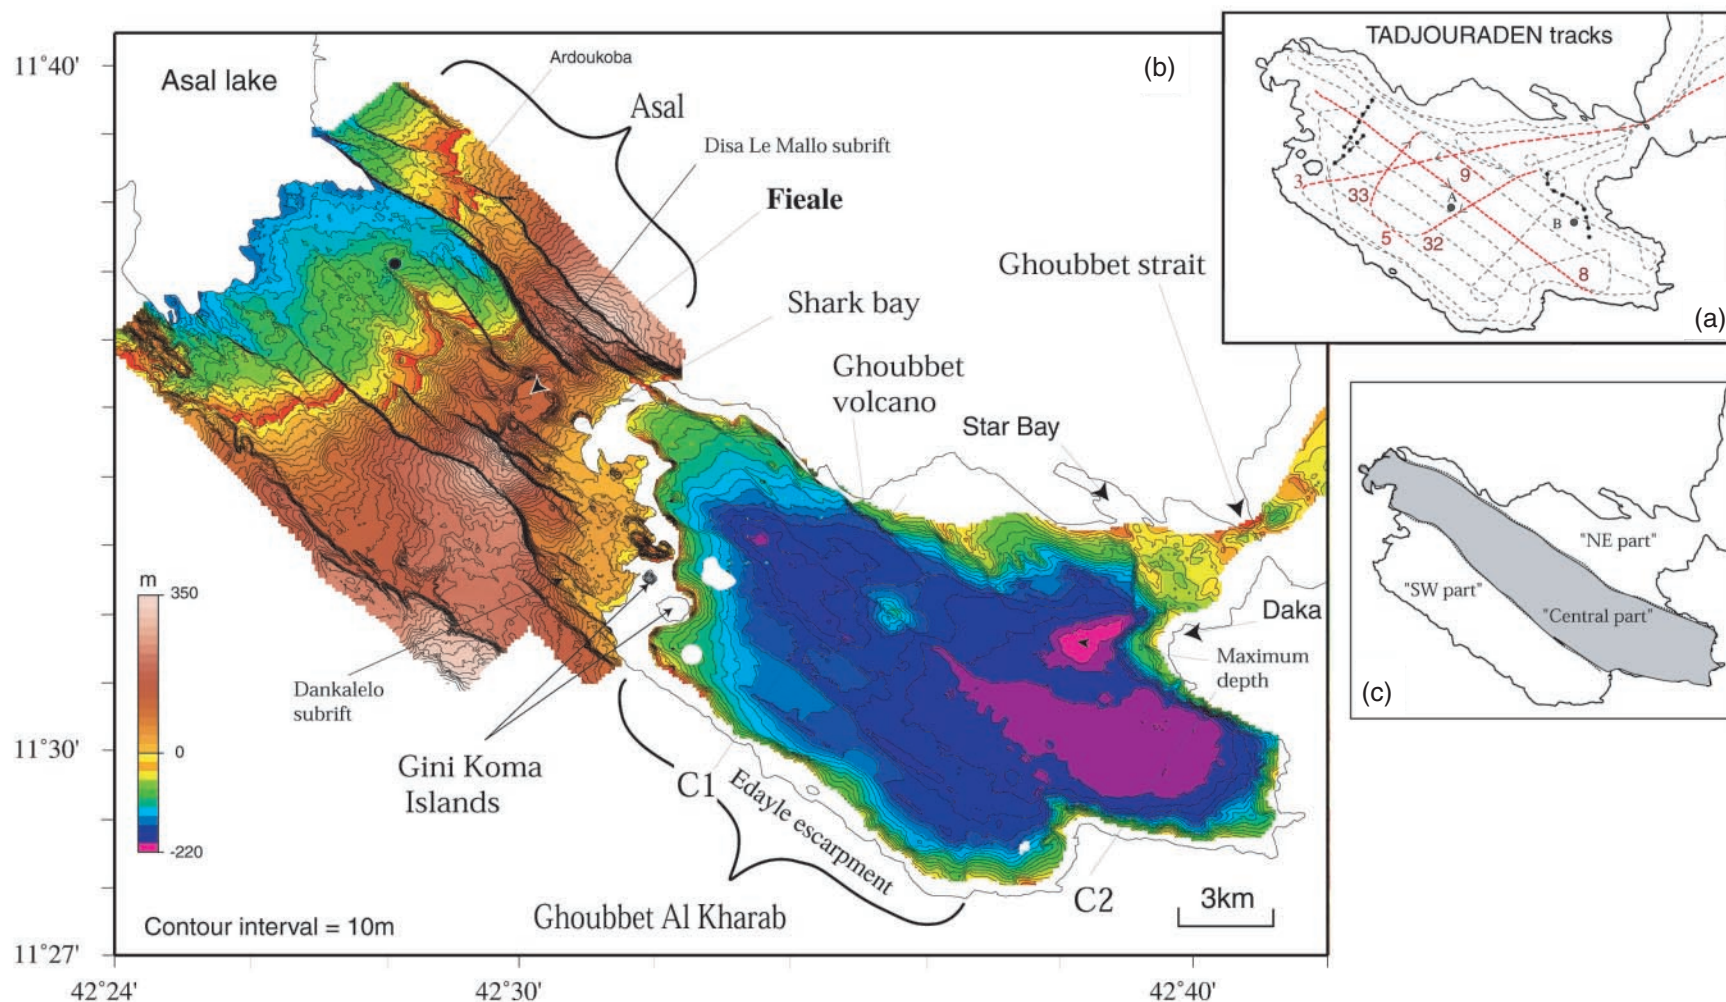 11°40'
Asal lake
Ardoukoba
(b)
Asal
Disa Le Mallo subrift
Fieale
Ghoubbet strait
Shark bay
Ghoubbet
volcano
Star Bay
m
350
0
-220
Daka
Maximum
depth
Dankalelo
subrift
11°30'
Gini Koma
Islands
C1
Edayle escarpment
C2
3km
Ghoubbet Al Kharab
Contour interval = 10m
11°27'
42°24'
42°30'
42°40'
TADJOURADEN tracks
3
33
9
A
B
5
32
8
(a)
"NE part"
"SW part"
"Central part"
(c)